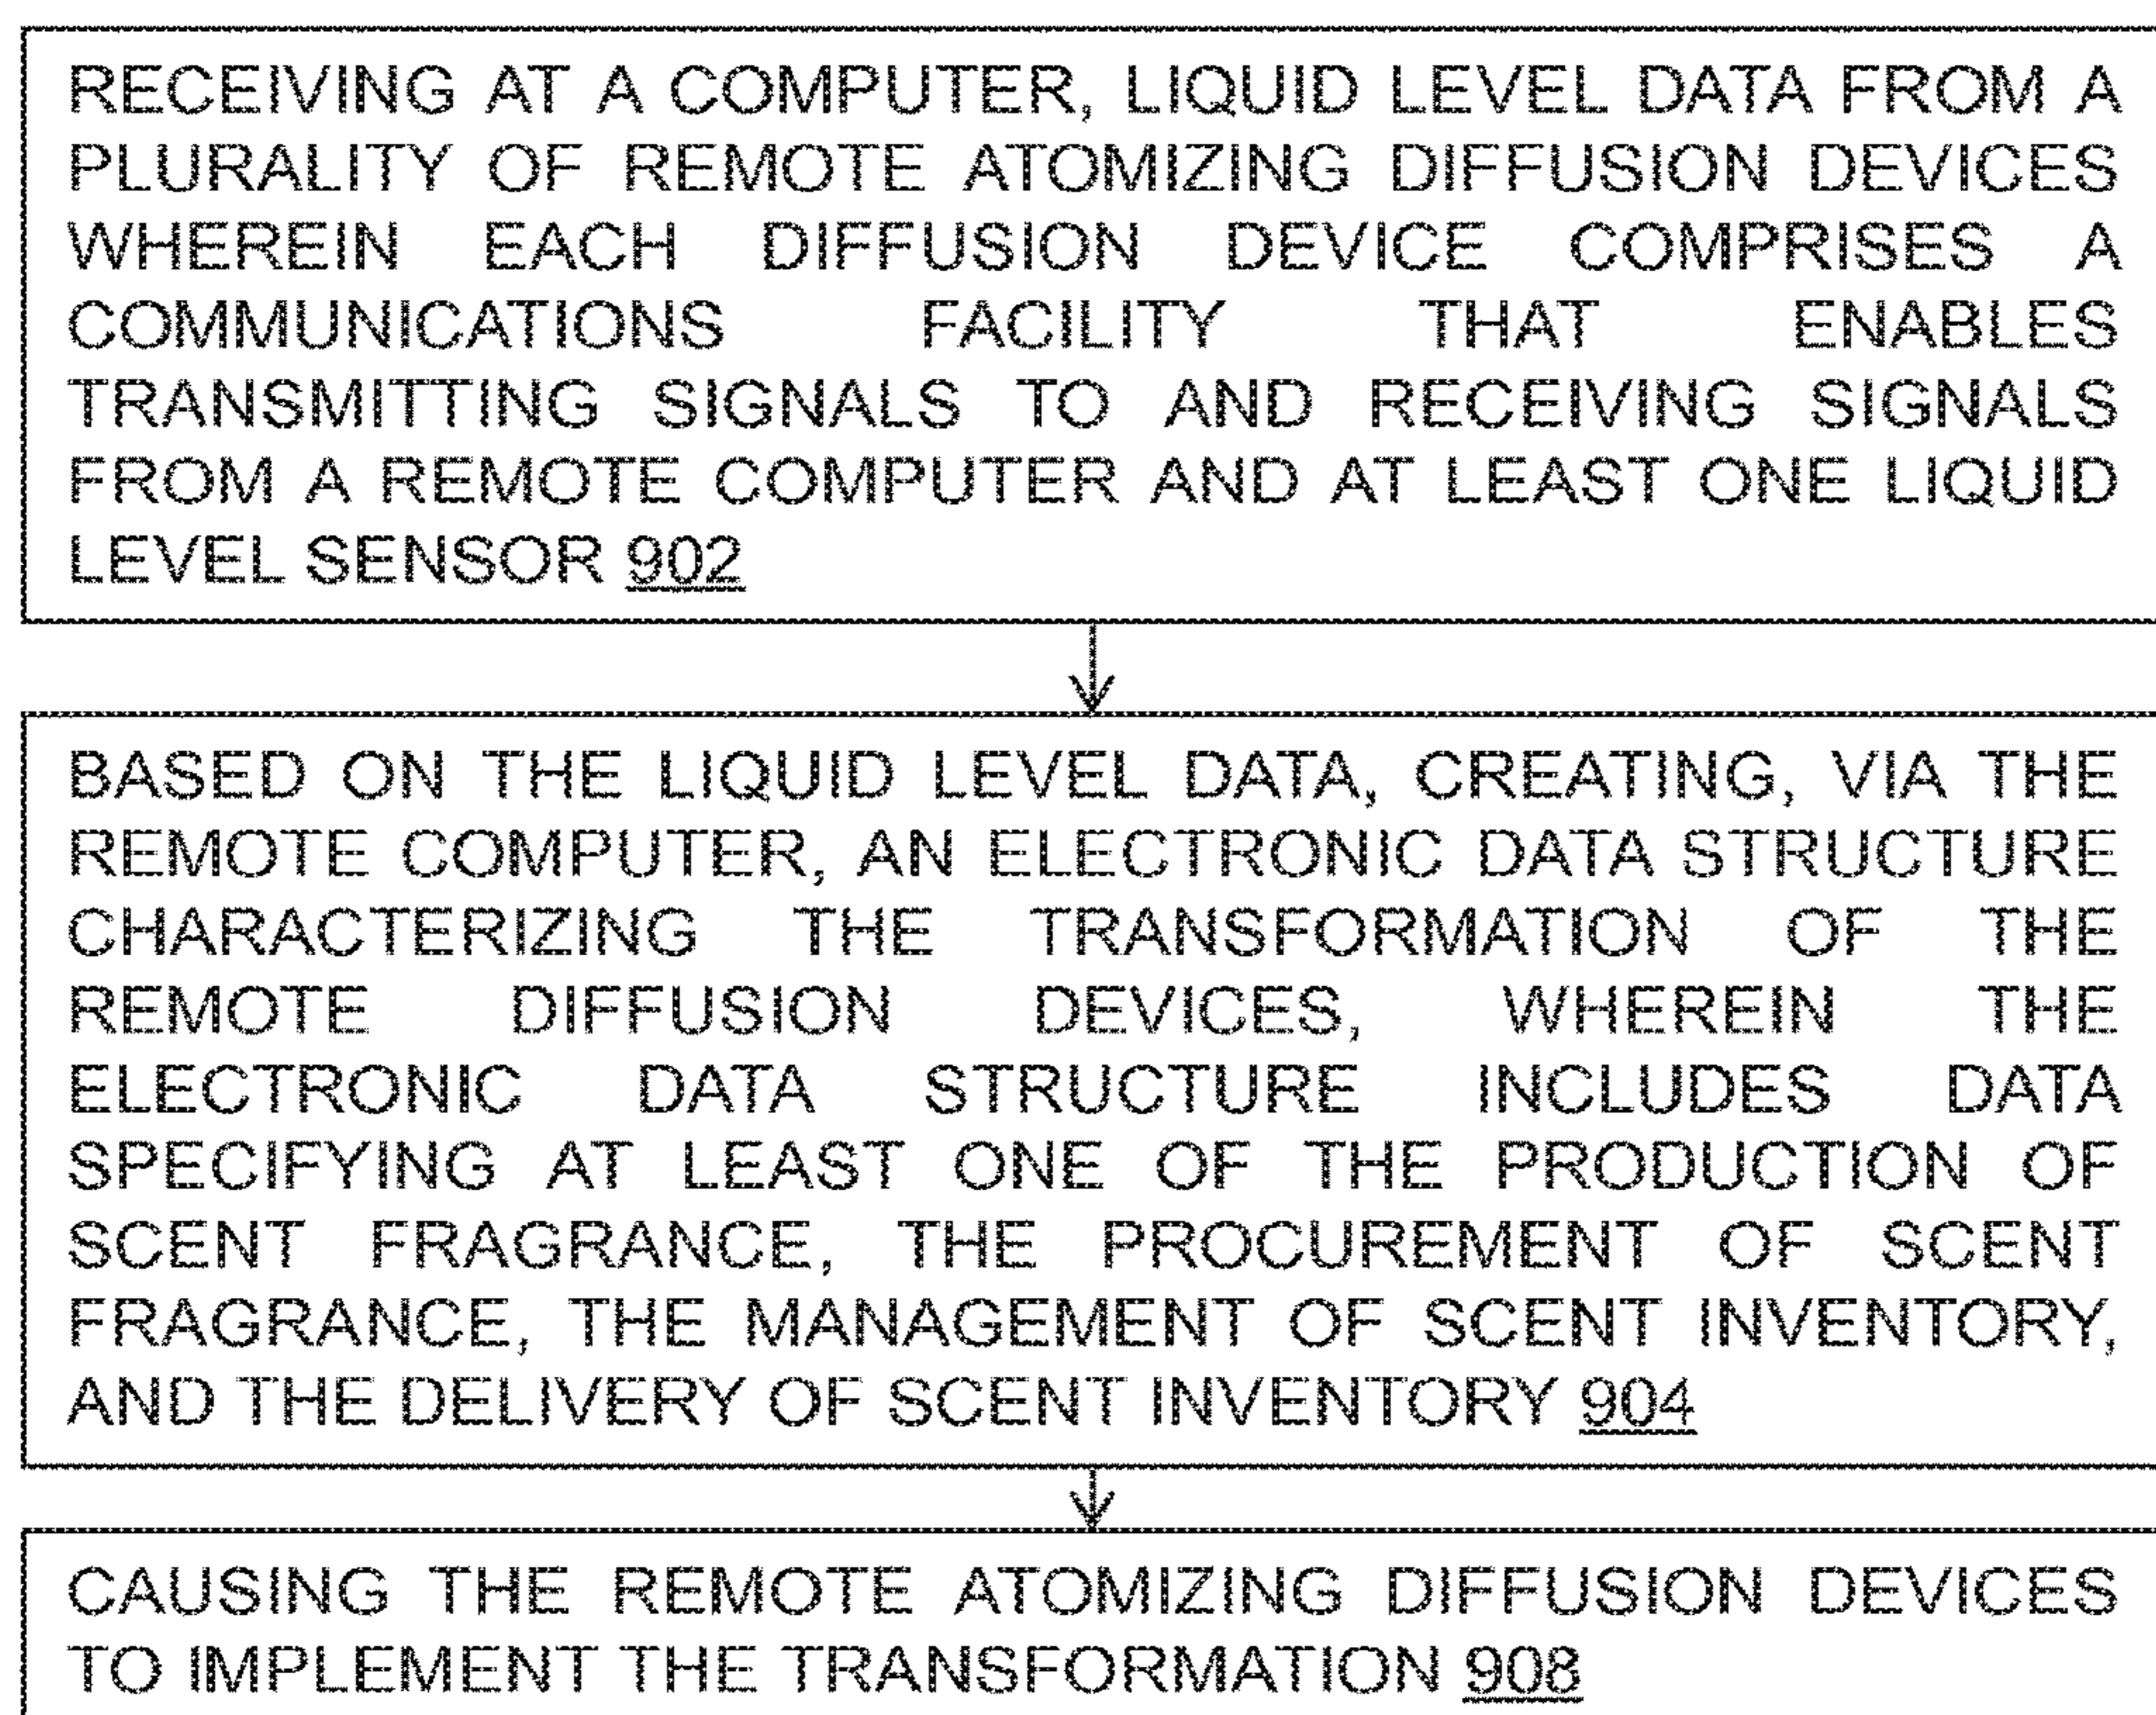 RECEIVING AT A COMPUTER, LIQUID LEVEL DATA FROM A
PLURALITY OF REMOTE ATOMIZING DIFFUSION DEVICES
WHEREIN EACH DIFFUSION DEVICE COMPRISES A
COMMUNICATIONS FACILITY THAT ENABLES
TRANSMITTING SIGNALS TO AND RECEIVING SIGNALS
FROM A REMOTE COMPUTER AND AT LEAST ONE LIQUID
LEVEL SENSOR 902
BASED ON THE LIQUID LEVEL DATA, CREATING, VIA THE
REMOTE COMPUTER, AN ELECTRONIC DATA STRUCTURE
CHARACTERIZING THE TRANSFORMATION OF THE
REMOTE DIFFUSION DEVICES, WHEREIN THE
ELECTRONIC DATA STRUCTURE INCLUDES DATA
SPECIFYING AT LEAST ONE OF THE PRODUCTION OF
SCENT FRAGRANCE, THE PROCUREMENT OF SCENT
FRAGRANCE, THE MANAGEMENT OF SCENT INVENTORY,
AND THE DELIVERY OF SCENT INVENTORY 904
CAUSING THE REMOTE ATOMIZING DIFFUSION DEVICES
TO IMPLEMENT THE TRANSFORMATION 908